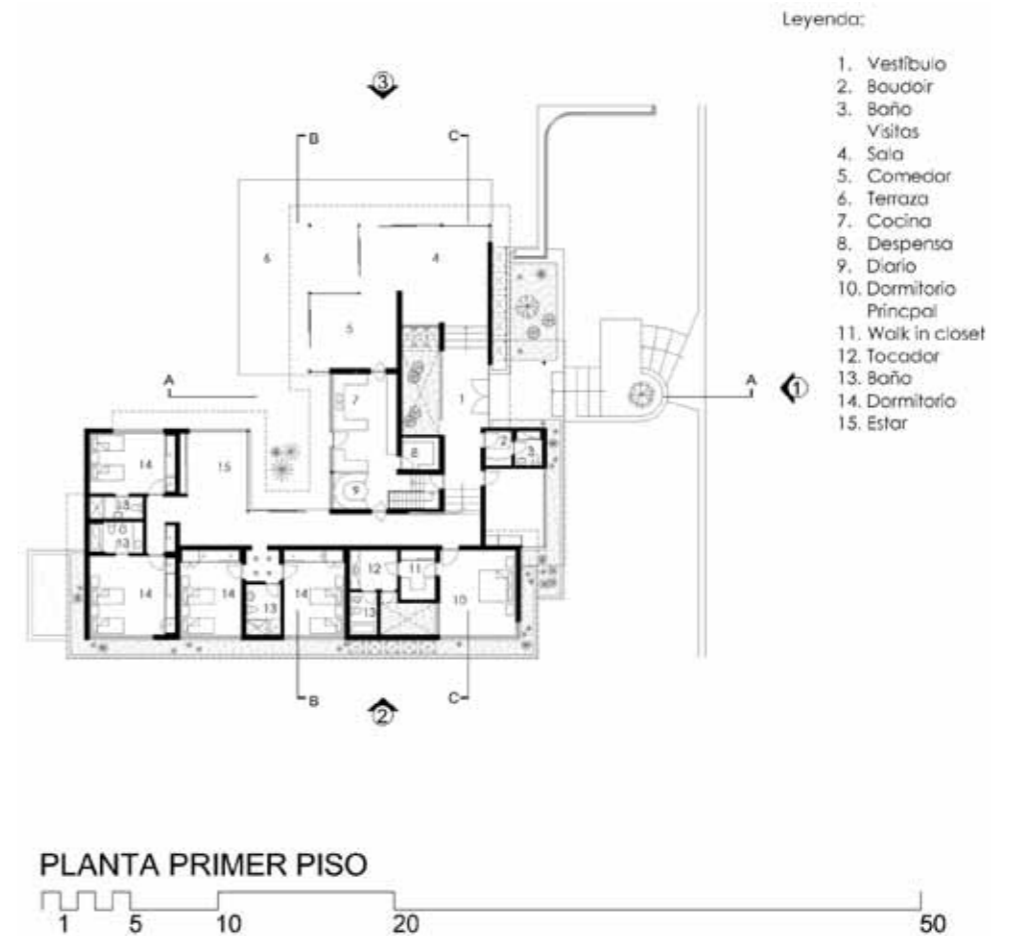 Leyenda:
1. Vestíbulo
2. Boudoir
3. Baño
Visitas
4. Sala
5. Comedor
6. Terraza
7. Cocina
8. Despensa
9. Diario
10. Dormitorio
Princpal
11. Walk in closet
12. Tocador
13. Baño
14. Dormitorio
15. Estar
3
B C
6 4
5
A 7 1 A 1
8 2 3
14 15
9
13
13
14 14 13 14 12 11
13 10
B C
2
PLANTA PRIMER PISO
1 5 10 20 50